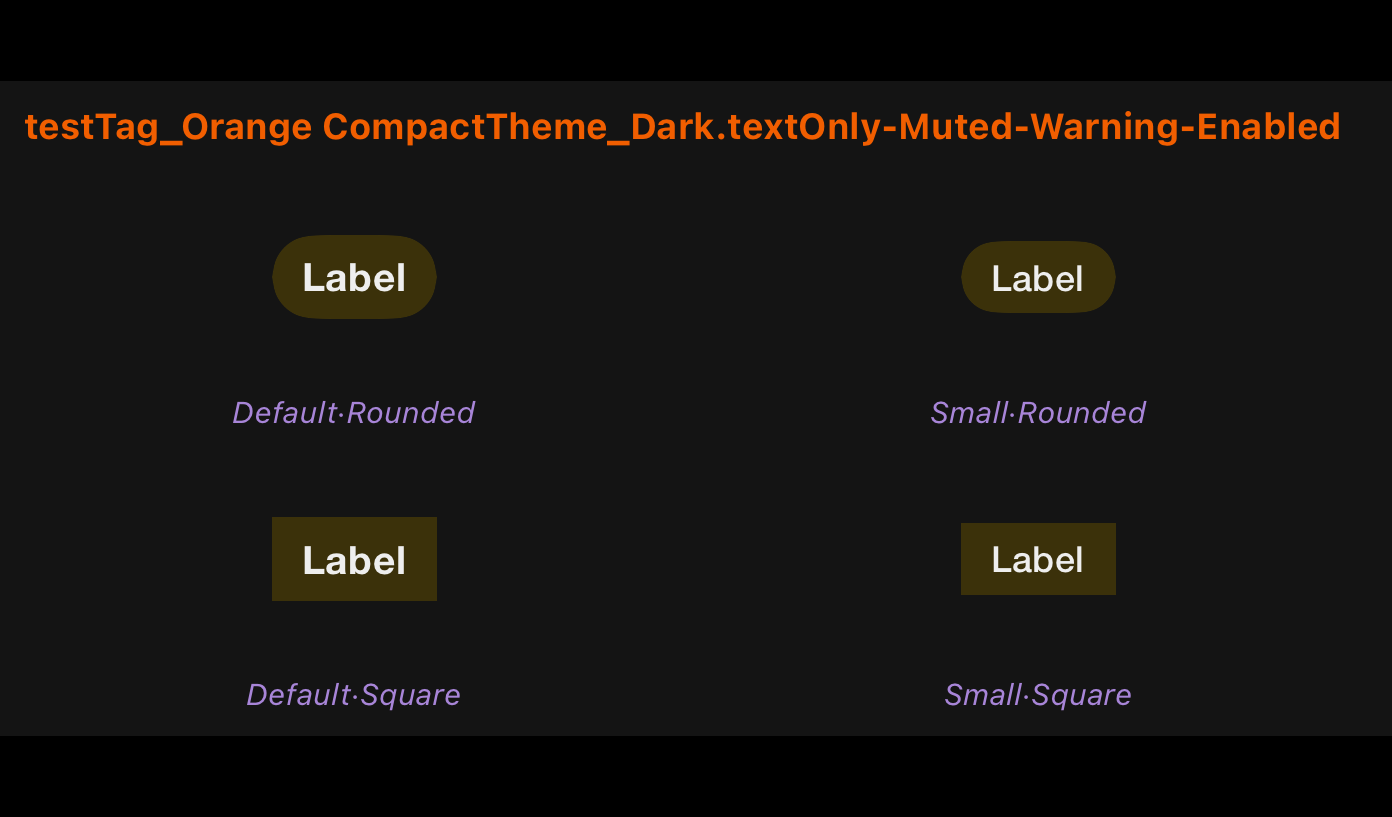 testTag_Orange CompactTheme_Dark.textOnly-Muted-Warning-Enabled
Label
Label
Default·Rounded
Small·Rounded
Label
Label
Default·Square
Small·Square